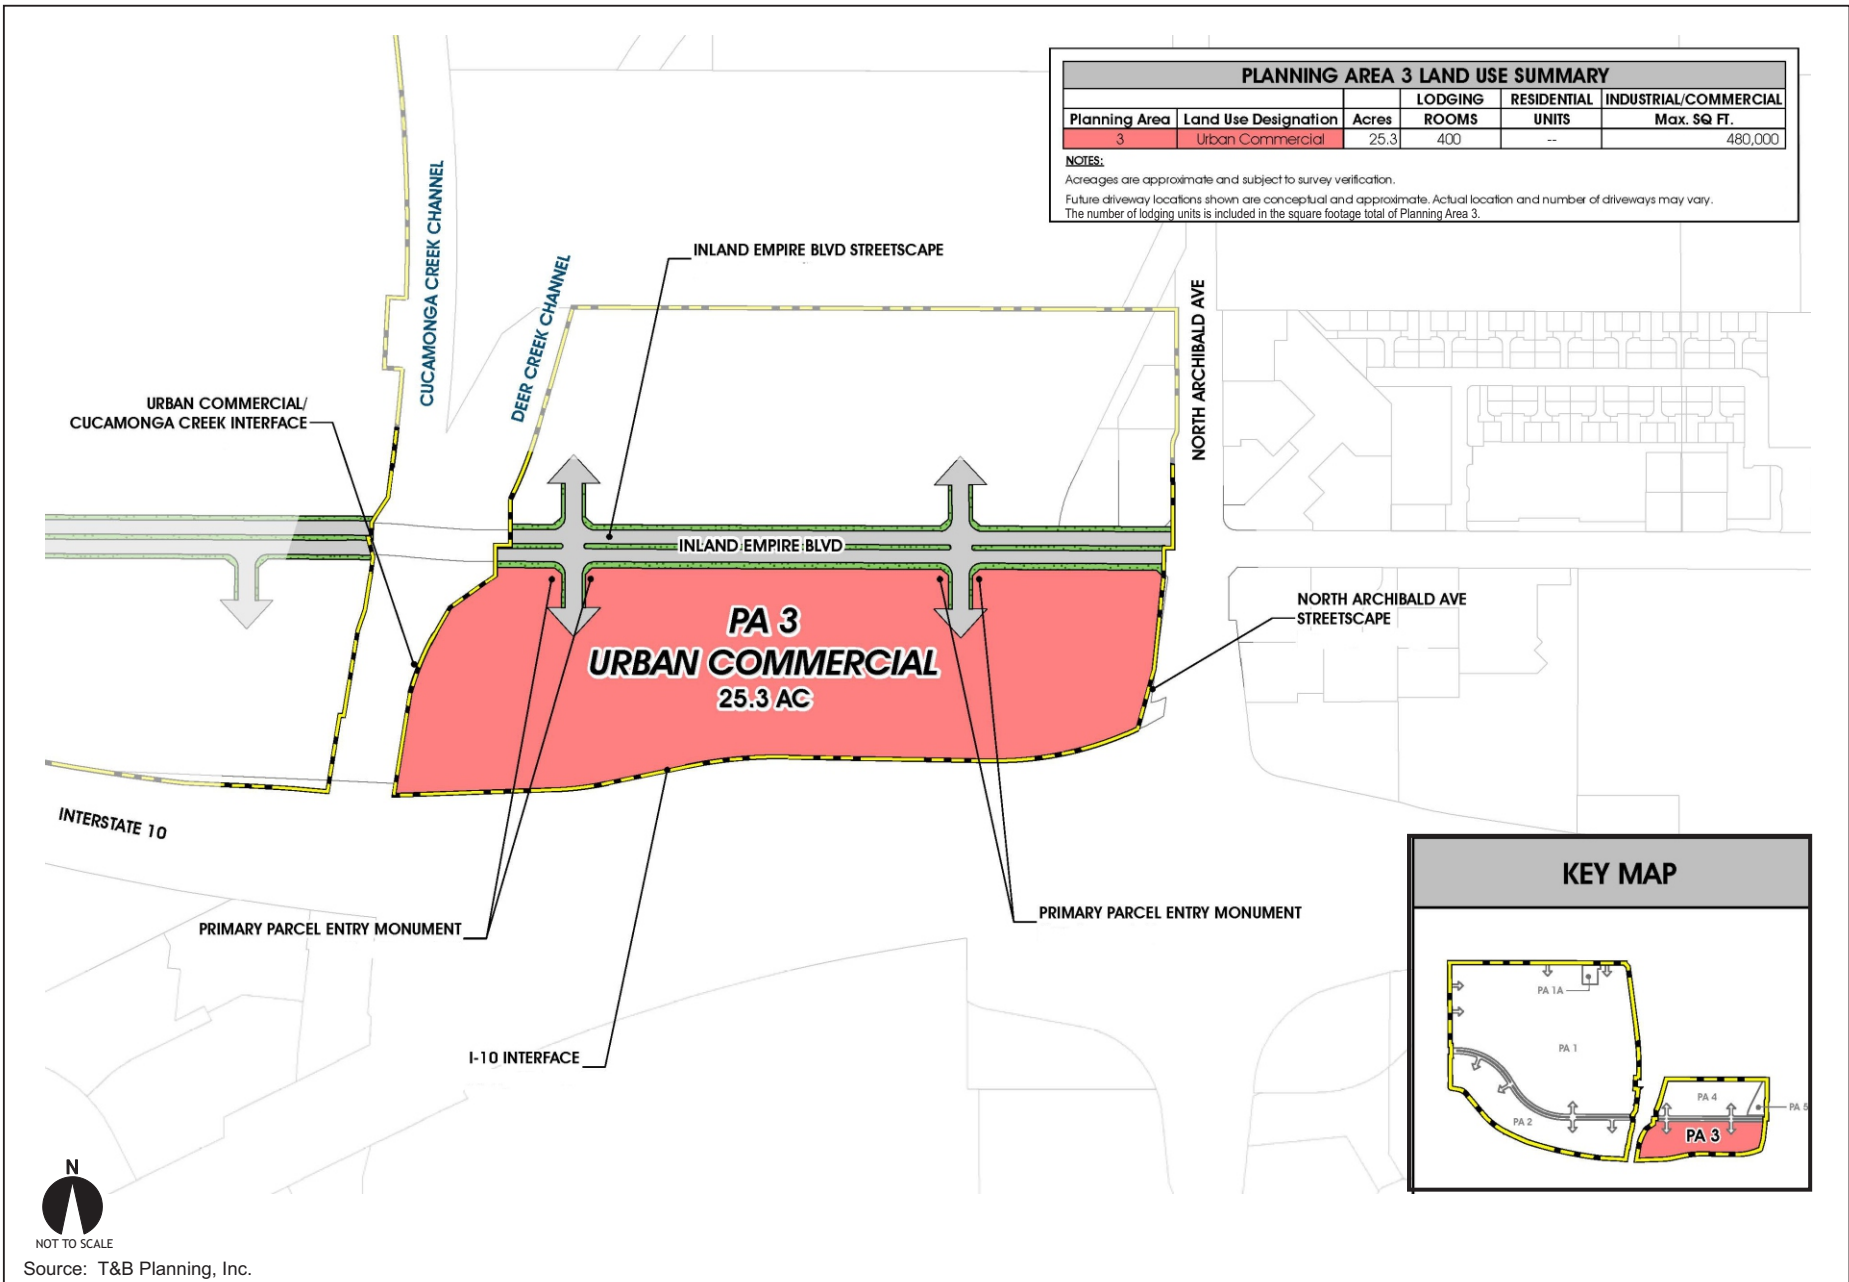 PLANNING AREA 3 LAND USE SUMMARY
LODGING RESIDENTIAL INDUSTRIAL/COMMERCIAL
Planning Area Land Use Designation Acres ROOMS UNITS Max. SQ FT.
3 Urban Commercial 25.3 400 -- 480,000
NOTES:
Acreages are approximate and subject to survey verification.
Future driveway locations shown are conceptual and approximate. Actual location and number of driveways may vary.
The number of lodging units is included in the square footage total of Planning Area 3.
CUCAMONGA CREEK CHANNEL
DEER CREEK CHANNEL
INLAND EMPIRE BLVD STREETSCAPE
NORTH ARCHIBALD AVE
URBAN COMMERCIAL/
CUCAMONGA CREEK INTERFACE
INLAND EMPIRE BLVD
PA 3
URBAN COMMERCIAL
25.3 AC
NORTH ARCHIBALD AVE
STREETSCAPE
INTERSTATE 10
PRIMARY PARCEL ENTRY MONUMENT
PRIMARY PARCEL ENTRY MONUMENT
I-10 INTERFACE
KEY MAP
PA 1A
PA 1
PA 2
PA 4
PA 5
PA 3
N
NOT TO SCALE
Source: T&B Planning, Inc.